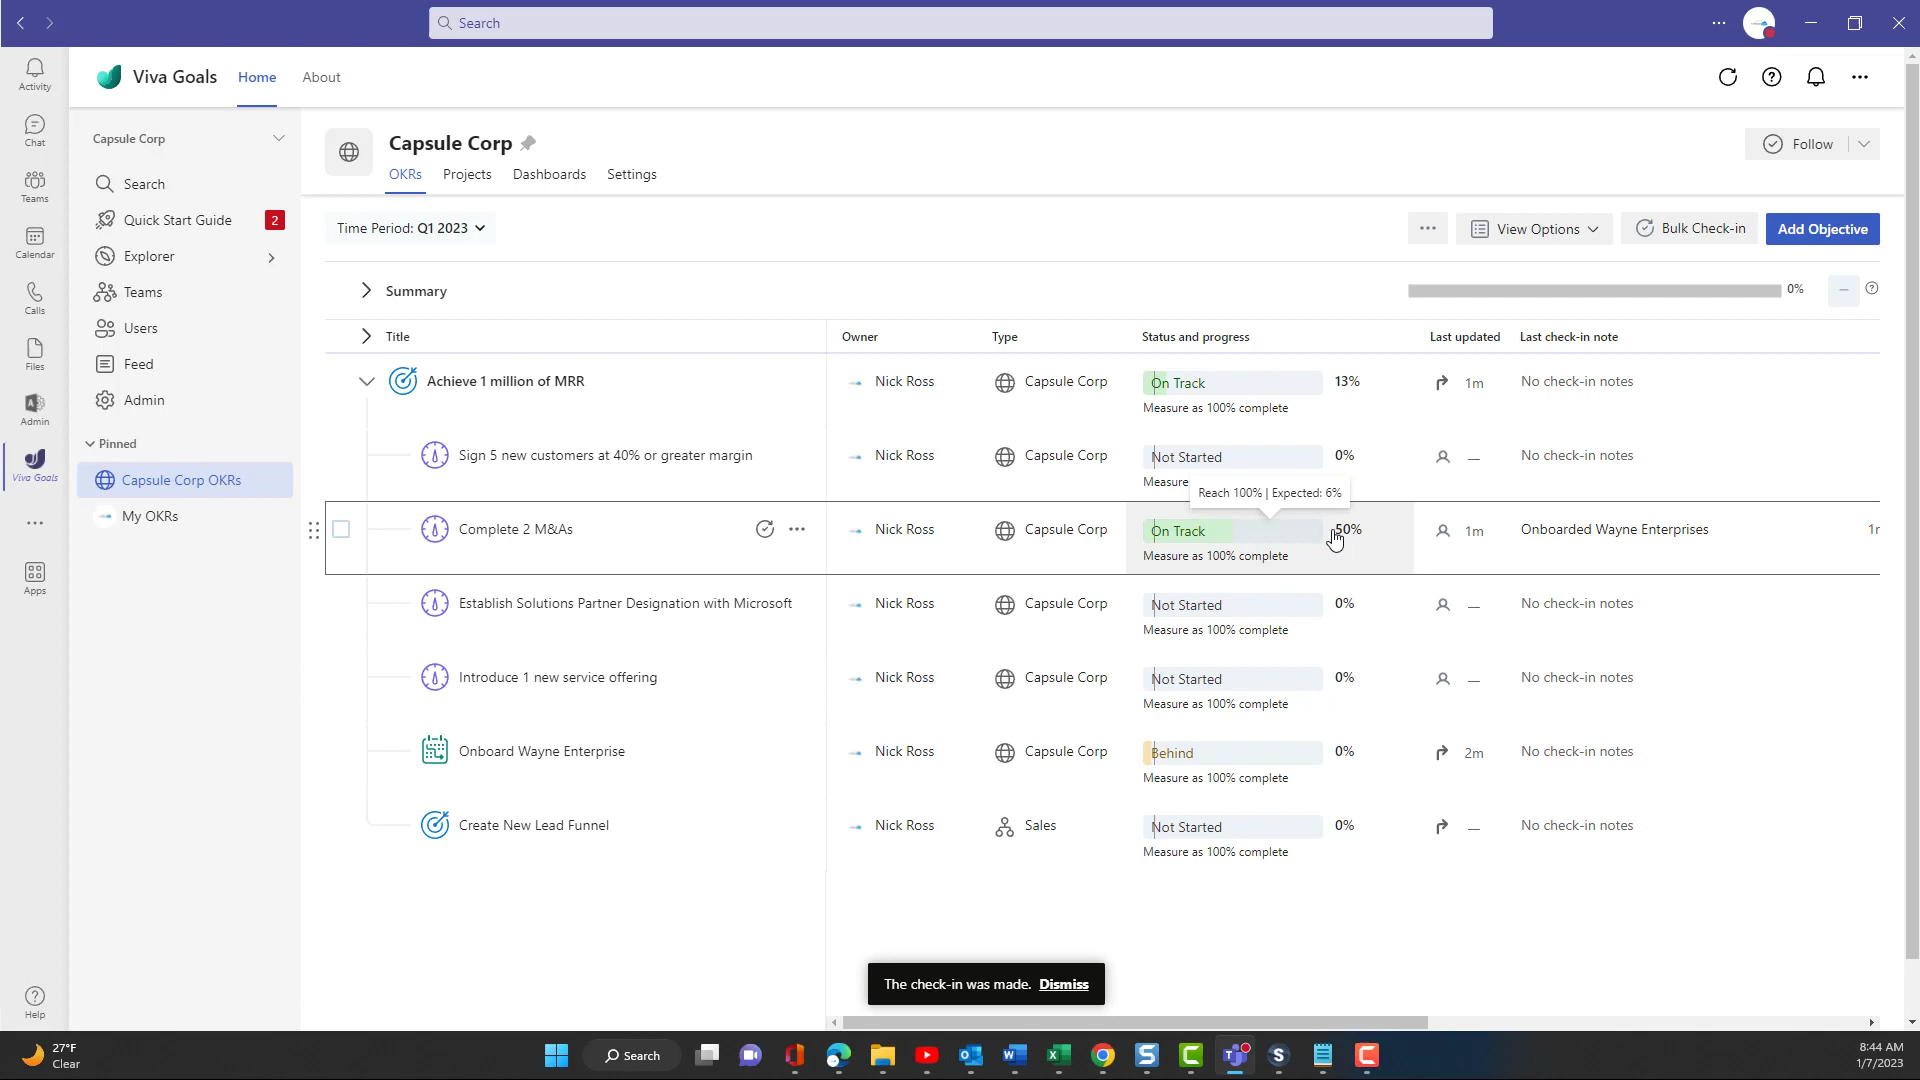 Search
Activity
Chat
Teams
Calendar
Calls
Files
Admin
Viva Goals
Apps
Help
Viva Goals
Home
About
Capsule Corp
Search
Quick Start Guide
2
Explorer
Teams
Users
Feed
Admin
Pinned
Capsule Corp OKRs
My OKRs
Capsule Corp
Follow
OKRs
Projects
Dashboards
Settings
Time Period: Q1 2023
View Options
Bulk Check-in
Add Objective
Summary
0%
Title
Owner
Type
Status and progress
Last updated
Last check-in note
Achieve 1 million of MRR
Nick Ross
Capsule Corp
On Track
13%
1m
No check-in notes
Measure as 100% complete
Sign 5 new customers at 40% or greater margin
Nick Ross
Capsule Corp
Not Started
0%
No check-in notes
Measure
Reach 100% | Expected: 6%
Complete 2 M&As
Nick Ross
Capsule Corp
On Track
50%
1m
Onboarded Wayne Enterprises
Measure as 100% complete
Establish Solutions Partner Designation with Microsoft
Nick Ross
Capsule Corp
Not Started
0%
No check-in notes
Measure as 100% complete
Introduce 1 new service offering
Nick Ross
Capsule Corp
Not Started
0%
No check-in notes
Measure as 100% complete
Onboard Wayne Enterprise
Nick Ross
Capsule Corp
Behind
0%
2m
No check-in notes
Measure as 100% complete
Create New Lead Funnel
Nick Ross
Sales
Not Started
0%
No check-in notes
Measure as 100% complete
The check-in was made. Dismiss
27°F
Clear
Search
8:44 AM
1/7/2023